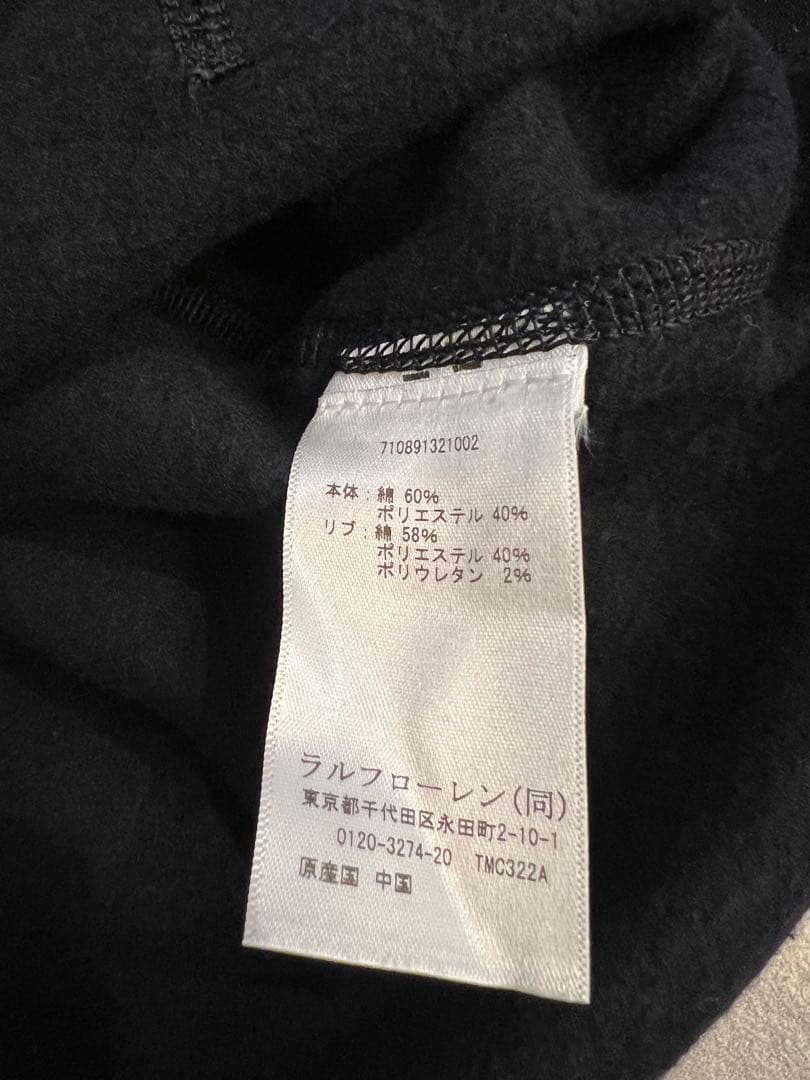 710891321002
本体：綿 60%
ポリエステル 40%
リブ：綿 58%
ポリエステル 40%
ポリウレタン 2%
ラルフローレン(同)
東京都千代田区永田町2-10-1
0120-3274-20 TMC322A
原産国 中国